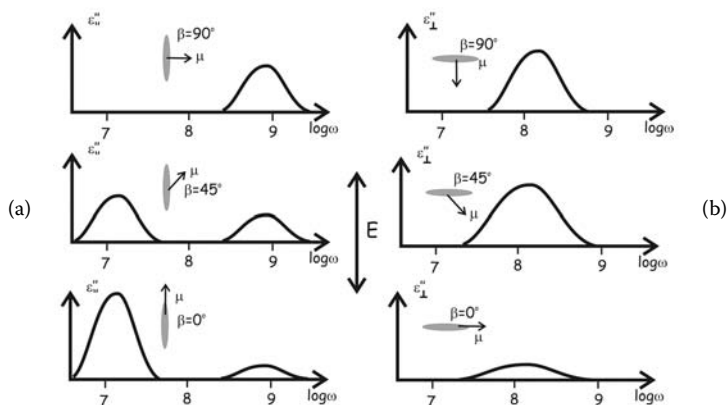 ε″∥
β=90°
μ
7 8 9 logω
ε″⊥
β=90°
μ
7 8 9 logω
(a)
ε″∥
μ
β=45°
7 8 9 logω
E
ε″⊥
β=45°
μ
7 8 9 logω
(b)
ε″∥
μ
β=0°
7 8 9 logω
ε″⊥
β=0°
μ
7 8 9 logω